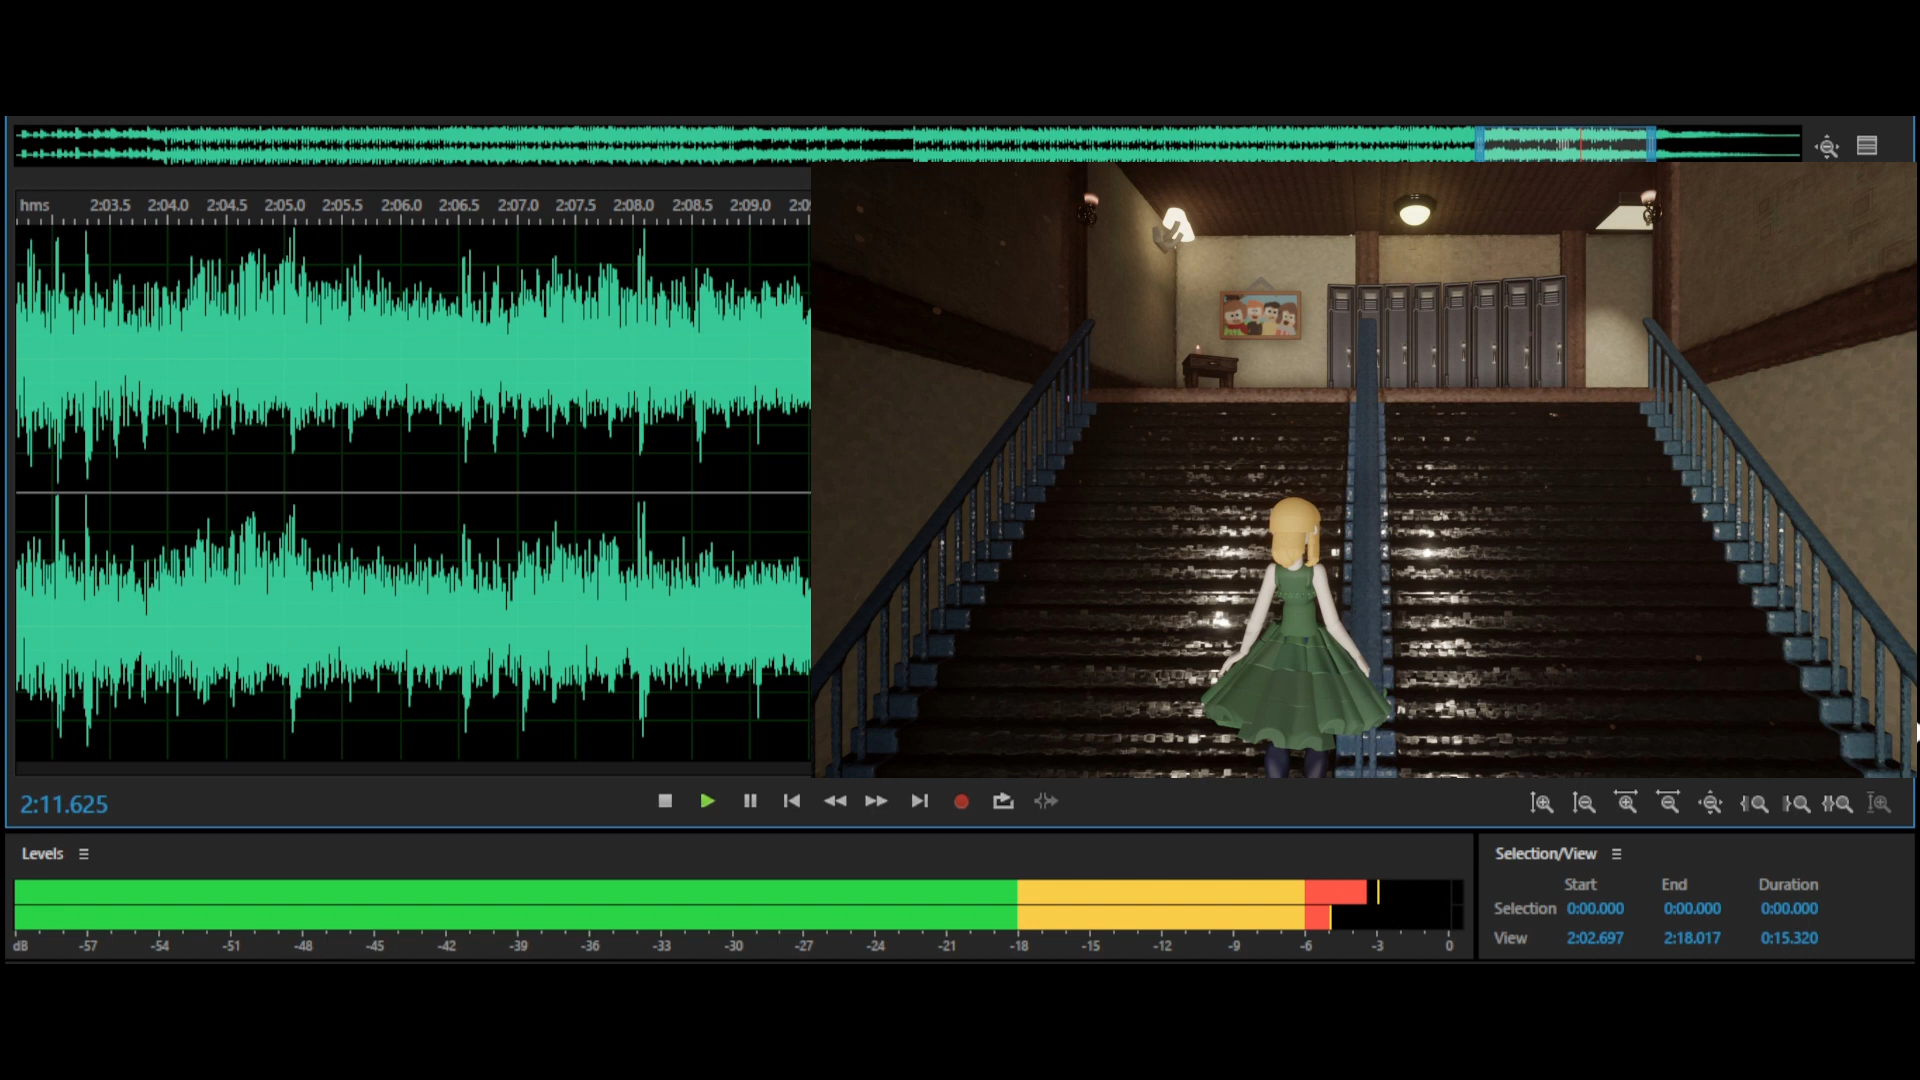 hms 2:03.5 2:04.0 2:04.5 2:05.0 2:05.5 2:06.0 2:06.5 2:07.0 2:07.5 2:08.0 2:08.5 2:09.0 2:0
2:11.625
Levels
dB -57 -54 -51 -48 -45 -42 -39 -36 -33 -30 -27 -24 -21 -18 -15 -12 -9 -6 -3 0
Selection/View
Start End Duration
Selection 0:00.000 0:00.000 0:00.000
View 2:02.697 2:18.017 0:15.320